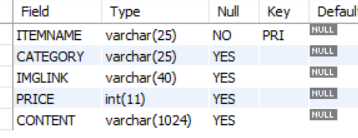 Field Type Null Key Defaul
ITEMNAME varchar(25) NO PRI NULL
CATEGORY varchar(25) YES NULL
IMGLINK varchar(40) YES NULL
PRICE int(11) YES NULL
CONTENT varchar(1024) YES NULL